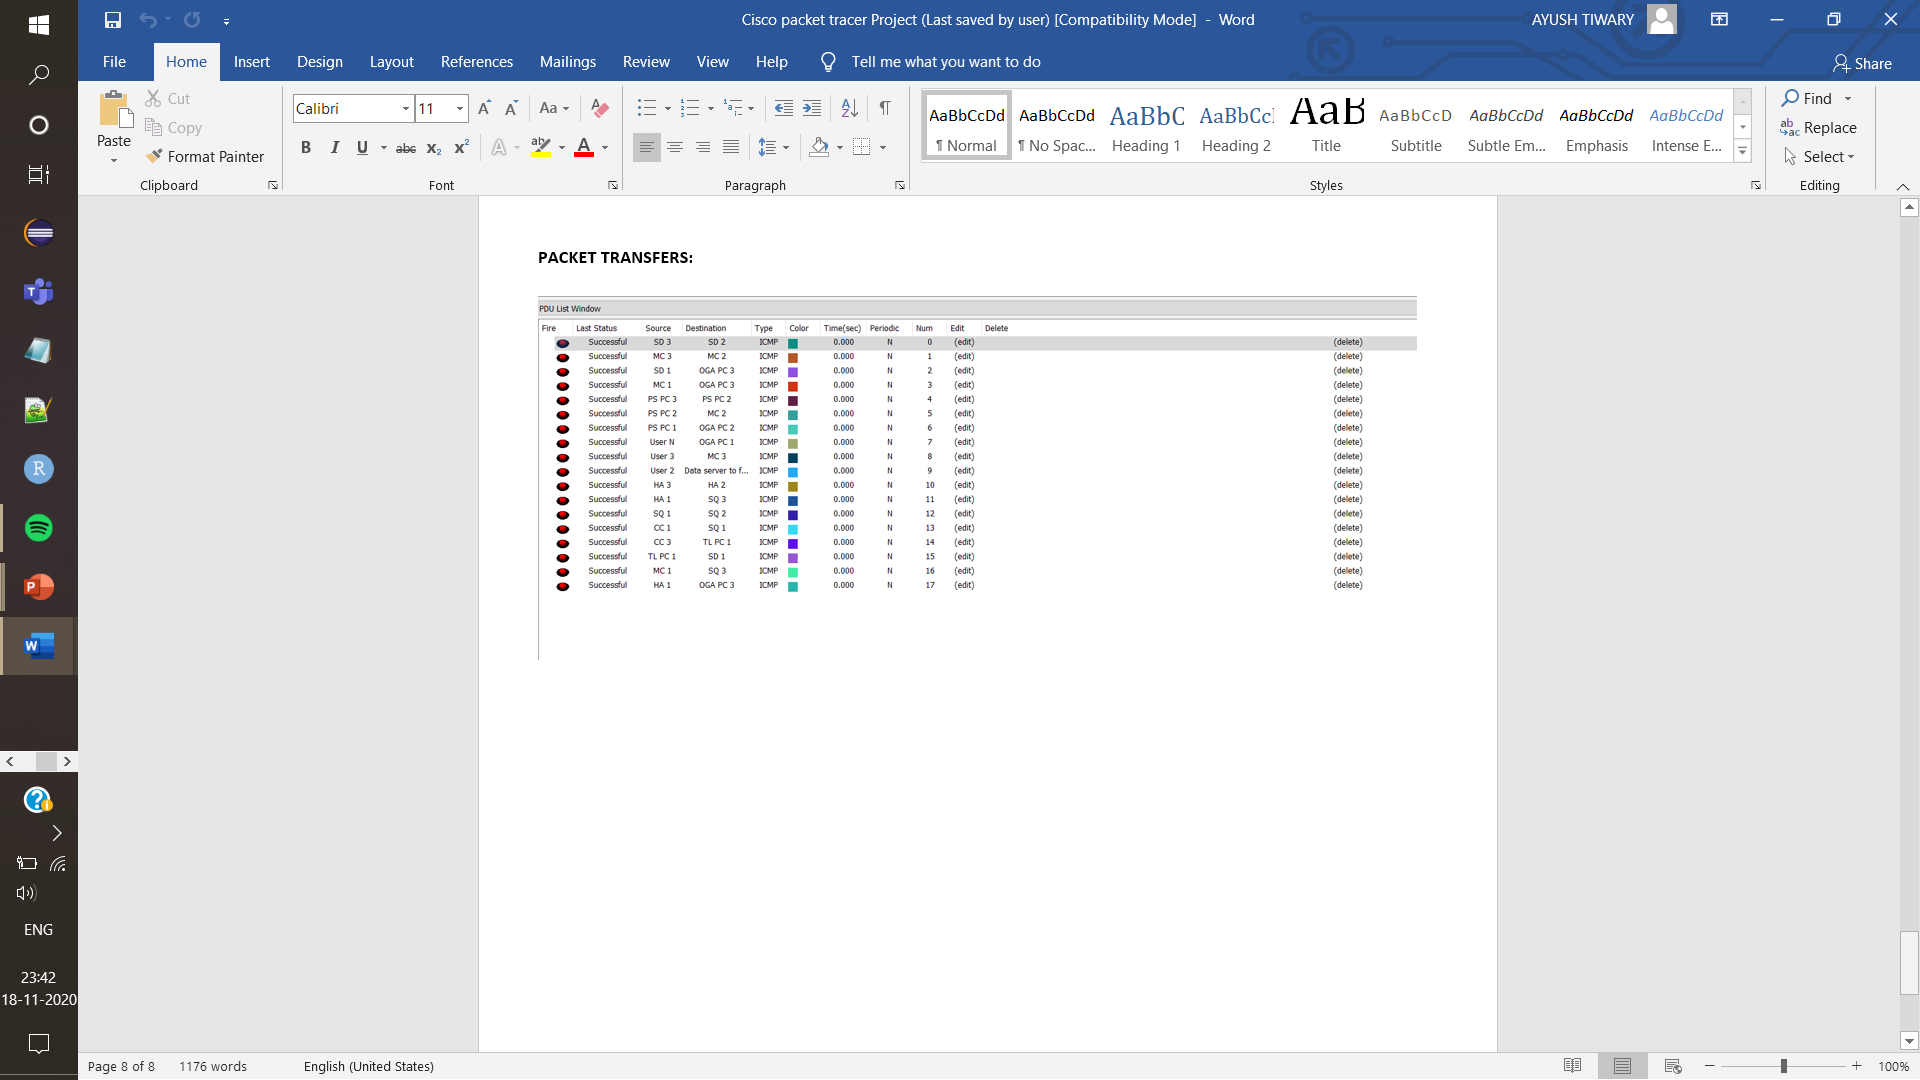 Cisco packet tracer Project (Last saved by user) [Compatibility Mode] - Word
AYUSH TIWARY
File Home Insert Design Layout References Mailings Review View Help Tell me what you want to do Share
Paste
Cut
Copy
Format Painter
Clipboard
Calibri 11 Aa
B I U abc x₂ x² A ab A
Font
Paragraph
AaBbCcDd AaBbCcDd AaBbC AaBbCc AaB AaBbCcD AaBbCcDd AaBbCcDd AaBbCcDd
¶ Normal ¶ No Spac... Heading 1 Heading 2 Title Subtitle Subtle Em... Emphasis Intense E...
Styles
Find
Replace
Select
Editing
PACKET TRANSFERS:
PDU List Window
Fire Last Status Source Destination Type Color Time(sec) Periodic Num Edit Delete
Successful SD 3 SD 2 ICMP 0.000 N 0 (edit) (delete)
Successful MC 3 MC 2 ICMP 0.000 N 1 (edit) (delete)
Successful SD 1 OGA PC 3 ICMP 0.000 N 2 (edit) (delete)
Successful MC 1 OGA PC 3 ICMP 0.000 N 3 (edit) (delete)
Successful PS PC 3 PS PC 2 ICMP 0.000 N 4 (edit) (delete)
Successful PS PC 2 MC 2 ICMP 0.000 N 5 (edit) (delete)
Successful PS PC 1 OGA PC 2 ICMP 0.000 N 6 (edit) (delete)
Successful User N OGA PC 1 ICMP 0.000 N 7 (edit) (delete)
Successful User 3 MC 3 ICMP 0.000 N 8 (edit) (delete)
Successful User 2 Data server to f... ICMP 0.000 N 9 (edit) (delete)
Successful HA 3 HA 2 ICMP 0.000 N 10 (edit) (delete)
Successful HA 1 SQ 3 ICMP 0.000 N 11 (edit) (delete)
Successful SQ 1 SQ 2 ICMP 0.000 N 12 (edit) (delete)
Successful CC 1 SQ 1 ICMP 0.000 N 13 (edit) (delete)
Successful CC 3 TL PC 1 ICMP 0.000 N 14 (edit) (delete)
Successful TL PC 1 SD 1 ICMP 0.000 N 15 (edit) (delete)
Successful MC 1 SQ 3 ICMP 0.000 N 16 (edit) (delete)
Successful HA 1 OGA PC 3 ICMP 0.000 N 17 (edit) (delete)
ENG
23:42
18-11-2020
Page 8 of 8 1176 words English (United States) 100%